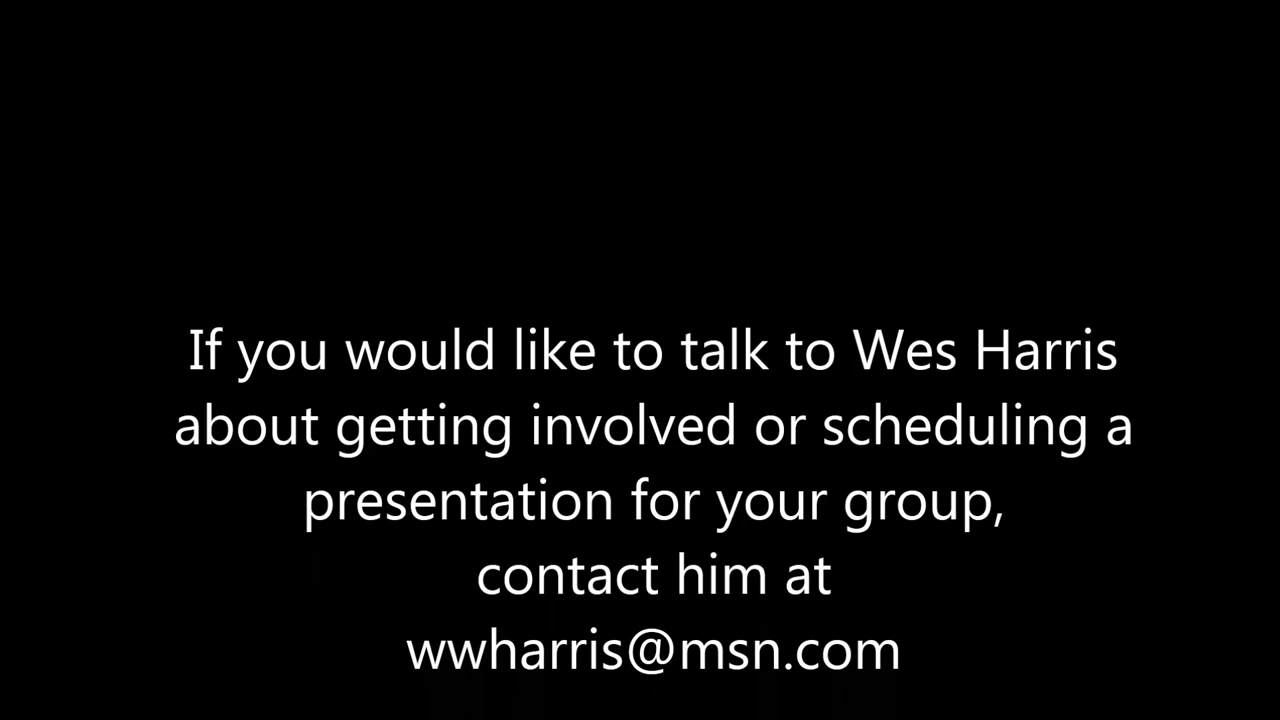 If you would like to talk to Wes Harris
about getting involved or scheduling a
presentation for your group,
contact him at
wwharris@msn.com